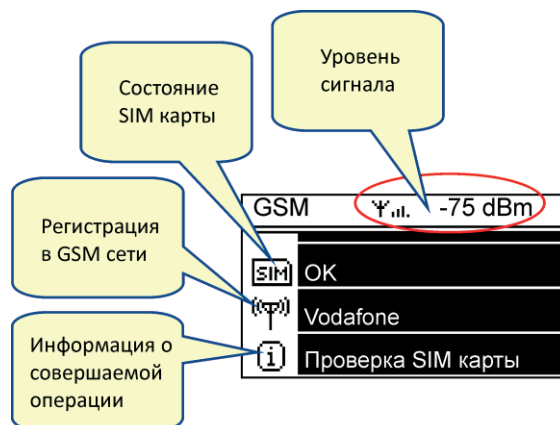 Уровень
сигнала
Состояние
SIM карты
GSM -75 dBm
Регистрация
в GSM сети
SIM OK
Vodafone
Информация о
совершаемой
операции
i Проверка SIM карты